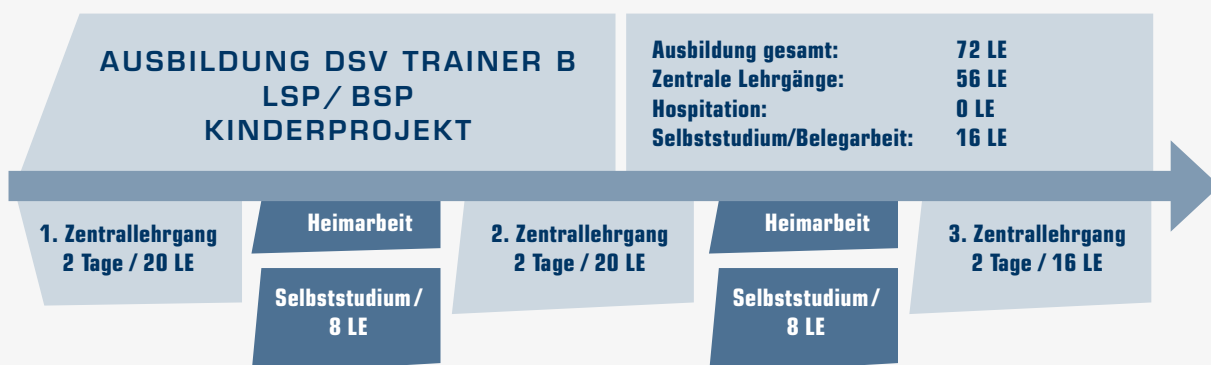 AUSBILDUNG DSV TRAINER B
LSP/ BSP
KINDERPROJEKT
Ausbildung gesamt: 72 LE
Zentrale Lehrgänge: 56 LE
Hospitation: 0 LE
Selbststudium/Belegarbeit: 16 LE
1. Zentrallehrgang
2 Tage / 20 LE
Heimarbeit
Selbststudium/
8 LE
2. Zentrallehrgang
2 Tage / 20 LE
Heimarbeit
Selbststudium/
8 LE
3. Zentrallehrgang
2 Tage / 16 LE